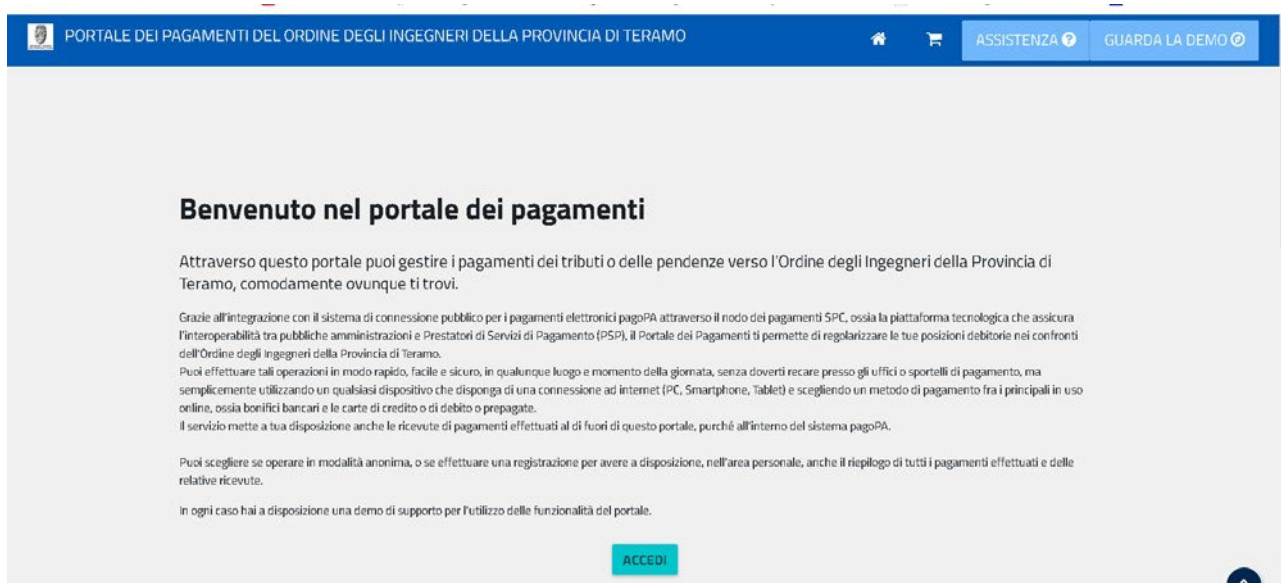 PORTALE DEI PAGAMENTI DEL ORDINE DEGLI INGEGNERI DELLA PROVINCIA DI TERAMO
ASSISTENZA
GUARDA LA DEMO
Benvenuto nel portale dei pagamenti
Attraverso questo portale puoi gestire i pagamenti dei tributi o delle pendenze verso l'Ordine degli Ingegneri della Provincia di
Teramo, comodamente ovunque ti trovi.
Grazie all'integrazione con il sistema di connessione pubblico per i pagamenti elettronici pagoPA attraverso il nodo dei pagamenti SPC, ossia la piattaforma tecnologica che assicura
l'interoperabilità tra pubbliche amministrazioni e Prestatori di Servizi di Pagamento (PSP), il Portale dei Pagamenti ti permette di regolarizzare le tue posizioni debitorie nei confronti
dell'Ordine degli Ingegneri della Provincia di Teramo.
Puoi effettuare tali operazioni in modo rapido, facile e sicuro, in qualunque luogo e momento della giornata, senza doverti recare presso gli uffici o sportelli di pagamento, ma
semplicemente utilizzando un qualsiasi dispositivo che disponga di una connessione ad internet (PC, Smartphone, Tablet) e scegliendo un metodo di pagamento fra i principali in uso
online, ossia bonifici bancari e le carte di credito o di debito o prepagate.
Il servizio mette a tua disposizione anche le ricevute di pagamenti effettuati al di fuori di questo portale, purché all'interno del sistema pagoPA.
Puoi scegliere se operare in modalità anonima, o se effettuare una registrazione per avere a disposizione, nell'area personale, anche il riepilogo di tutti i pagamenti effettuati e delle
relative ricevute.
In ogni caso hai a disposizione una demo di supporto per l'utilizzo delle funzionalità del portale.
ACCEDI